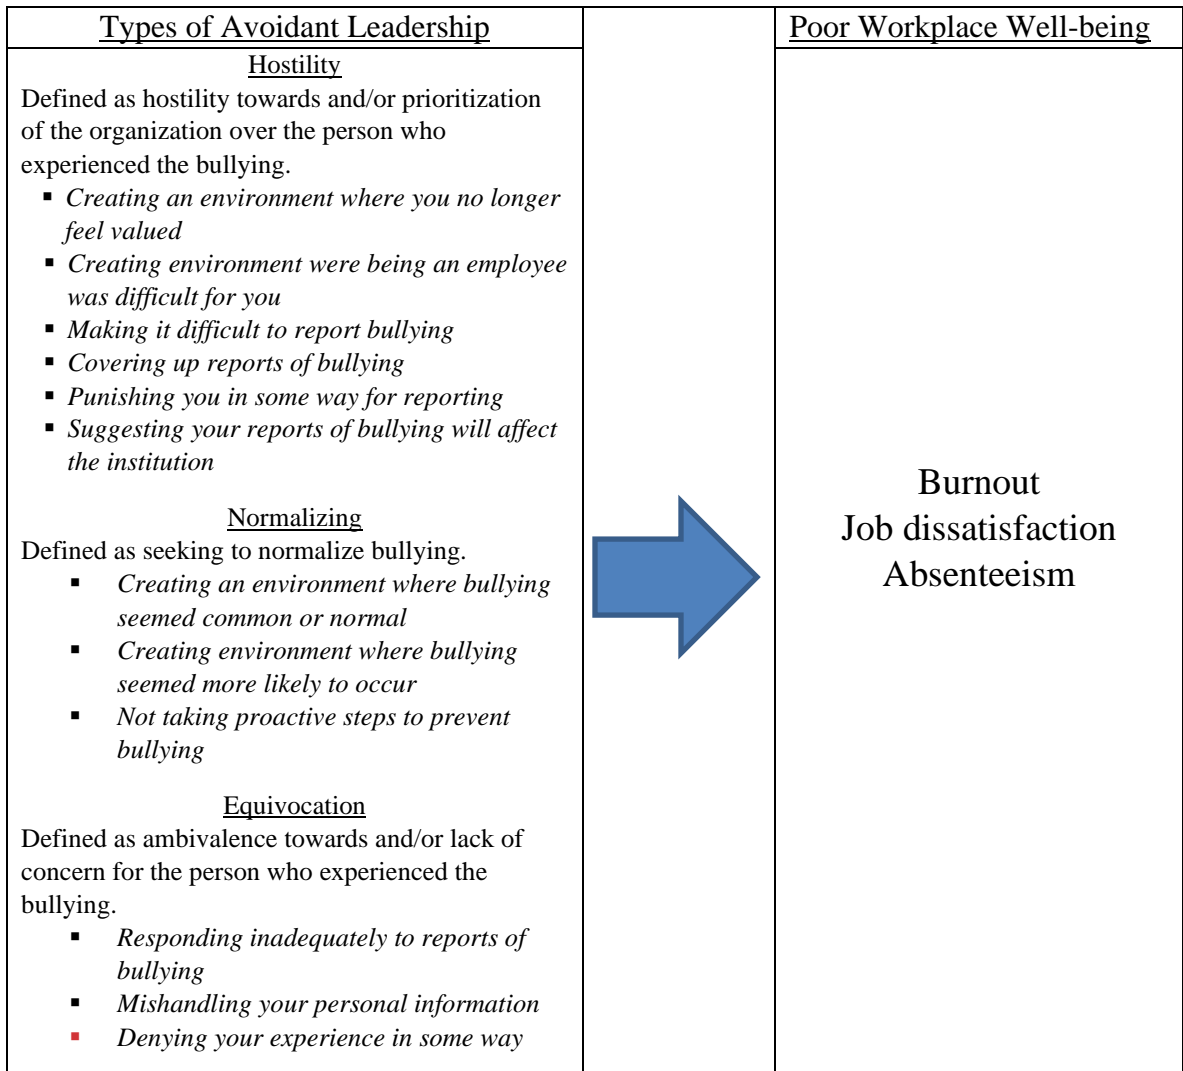 Types of Avoidant Leadership
Hostility
Defined as hostility towards and/or prioritization
of the organization over the person who
experienced the bullying.
▪ Creating an environment where you no longer
feel valued
▪ Creating environment were being an employee
was difficult for you
▪ Making it difficult to report bullying
▪ Covering up reports of bullying
▪ Punishing you in some way for reporting
▪ Suggesting your reports of bullying will affect
the institution
Normalizing
Defined as seeking to normalize bullying.
▪ Creating an environment where bullying
seemed common or normal
▪ Creating environment where bullying
seemed more likely to occur
▪ Not taking proactive steps to prevent
bullying
Equivocation
Defined as ambivalence towards and/or lack of
concern for the person who experienced the
bullying.
▪ Responding inadequately to reports of
bullying
▪ Mishandling your personal information
▪ Denying your experience in some way
Poor Workplace Well-being
Burnout
Job dissatisfaction
Absenteeism